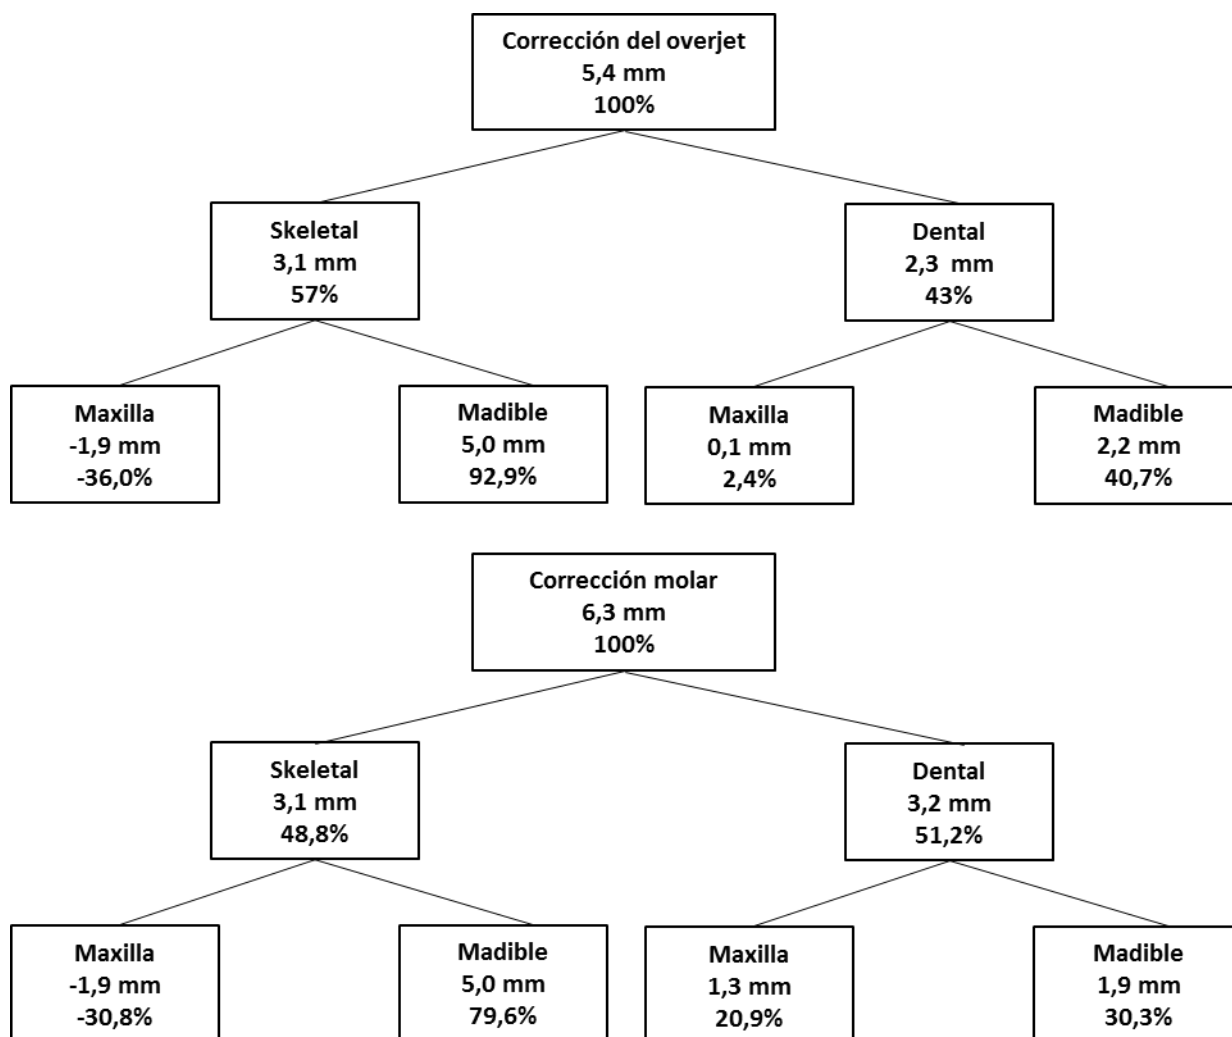 Corrección del overjet
5,4 mm
100%
Skeletal
3,1 mm
57%
Dental
2,3 mm
43%
Maxilla
-1,9 mm
-36,0%
Madible
5,0 mm
92,9%
Maxilla
0,1 mm
2,4%
Madible
2,2 mm
40,7%
Corrección molar
6,3 mm
100%
Skeletal
3,1 mm
48,8%
Dental
3,2 mm
51,2%
Maxilla
-1,9 mm
-30,8%
Madible
5,0 mm
79,6%
Maxilla
1,3 mm
20,9%
Madible
1,9 mm
30,3%